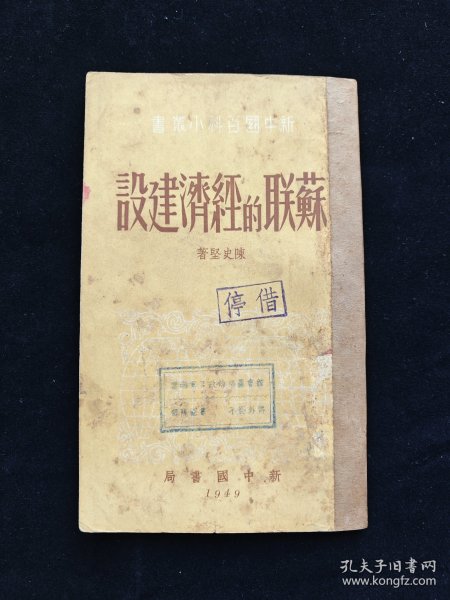 新中國百科小叢書
蘇联的經濟建設
陳史堅著
借停
新中國書局
1949
孔夫子旧书网
www.kongfz.com